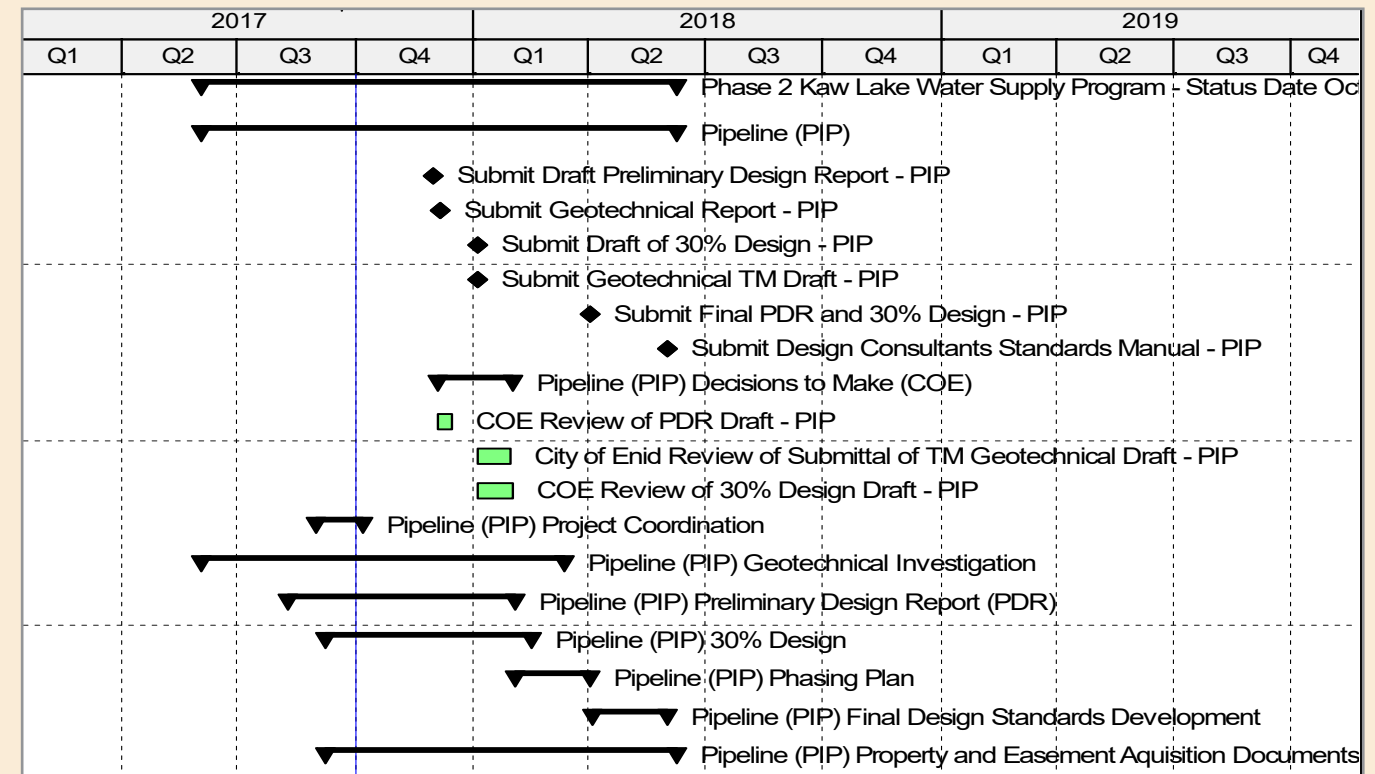 2017 2018 2019
Q1 Q2 Q3 Q4 Q1 Q2 Q3 Q4 Q1 Q2 Q3 Q4
Phase 2 Kaw Lake Water Supply Program - Status Date Oc
Pipeline (PIP)
Submit Draft Preliminary Design Report - PIP
Submit Geotechnical Report - PIP
Submit Draft of 30% Design - PIP
Submit Geotechnical TM Draft - PIP
Submit Final PDR and 30% Design - PIP
Submit Design Consultants Standards Manual - PIP
Pipeline (PIP) Decisions to Make (COE)
COE Review of PDR Draft - PIP
City of Enid Review of Submittal of TM Geotechnical Draft - PIP
COE Review of 30% Design Draft - PIP
Pipeline (PIP) Project Coordination
Pipeline (PIP) Geotechnical Investigation
Pipeline (PIP) Preliminary Design Report (PDR)
Pipeline (PIP) 30% Design
Pipeline (PIP) Phasing Plan
Pipeline (PIP) Final Design Standards Development
Pipeline (PIP) Property and Easement Aquisition Documents